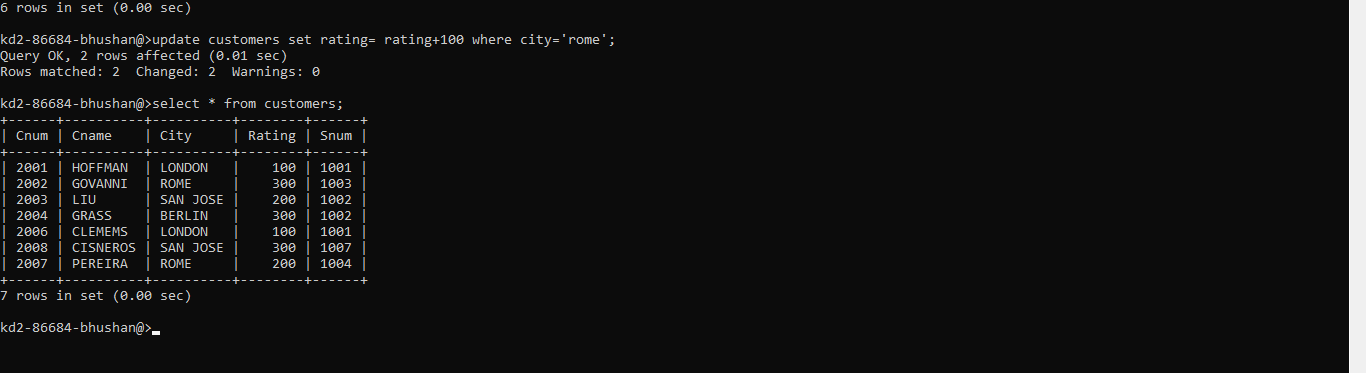 6 rows in set (0.00 sec)
kd2-86684-bhushan@>update customers set rating= rating+100 where city='rome';
Query OK, 2 rows affected (0.01 sec)
Rows matched: 2  Changed: 2  Warnings: 0
kd2-86684-bhushan@>select * from customers;
+------+----------+----------+--------+------+
| Cnum | Cname    | City     | Rating | Snum |
+------+----------+----------+--------+------+
| 2001 | HOFFMAN  | LONDON   |    100 | 1001 |
| 2002 | GOVANNI  | ROME     |    300 | 1003 |
| 2003 | LIU      | SAN JOSE |    200 | 1002 |
| 2004 | GRASS    | BERLIN   |    300 | 1002 |
| 2006 | CLEMEMS  | LONDON   |    100 | 1001 |
| 2008 | CISNEROS | SAN JOSE |    300 | 1007 |
| 2007 | PEREIRA  | ROME     |    200 | 1004 |
+------+----------+----------+--------+------+
7 rows in set (0.00 sec)
kd2-86684-bhushan@>